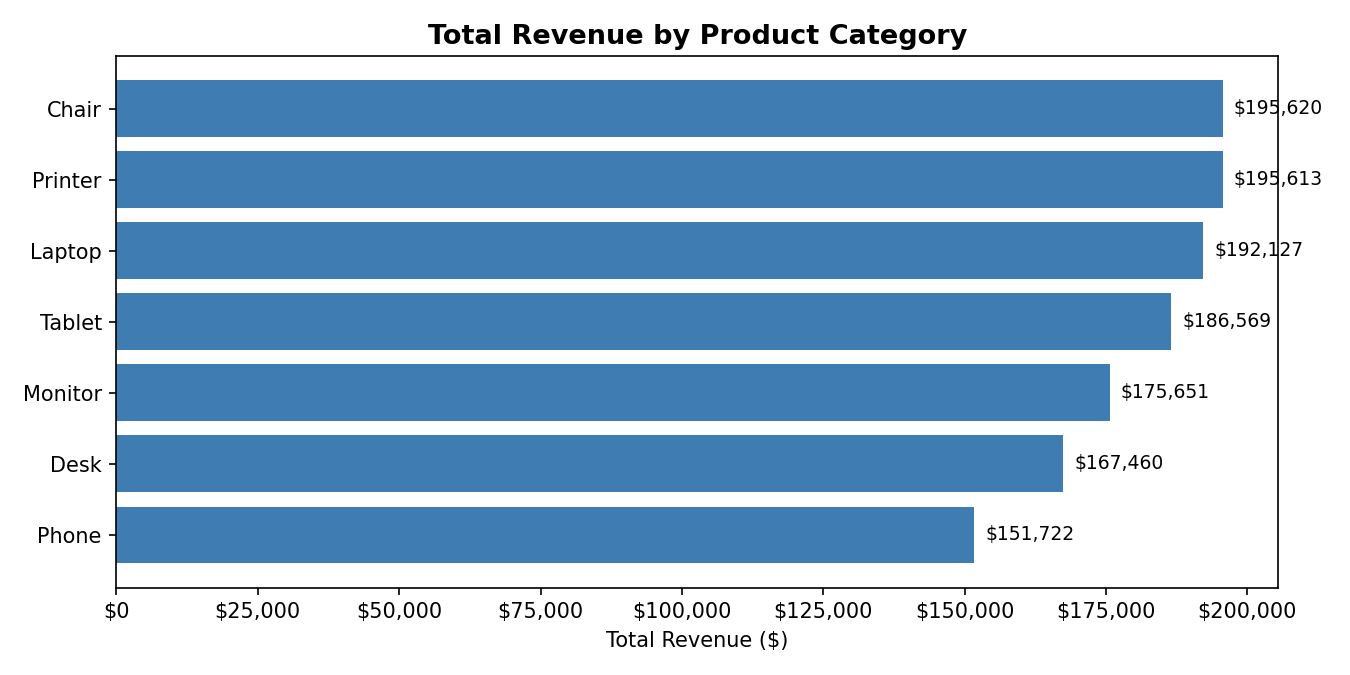 Total Revenue by Product Category
Chair $195,620
Printer $195,613
Laptop $192,127
Tablet $186,569
Monitor $175,651
Desk $167,460
Phone $151,722
$0 $25,000 $50,000 $75,000 $100,000 $125,000 $150,000 $175,000 $200,000
Total Revenue ($)